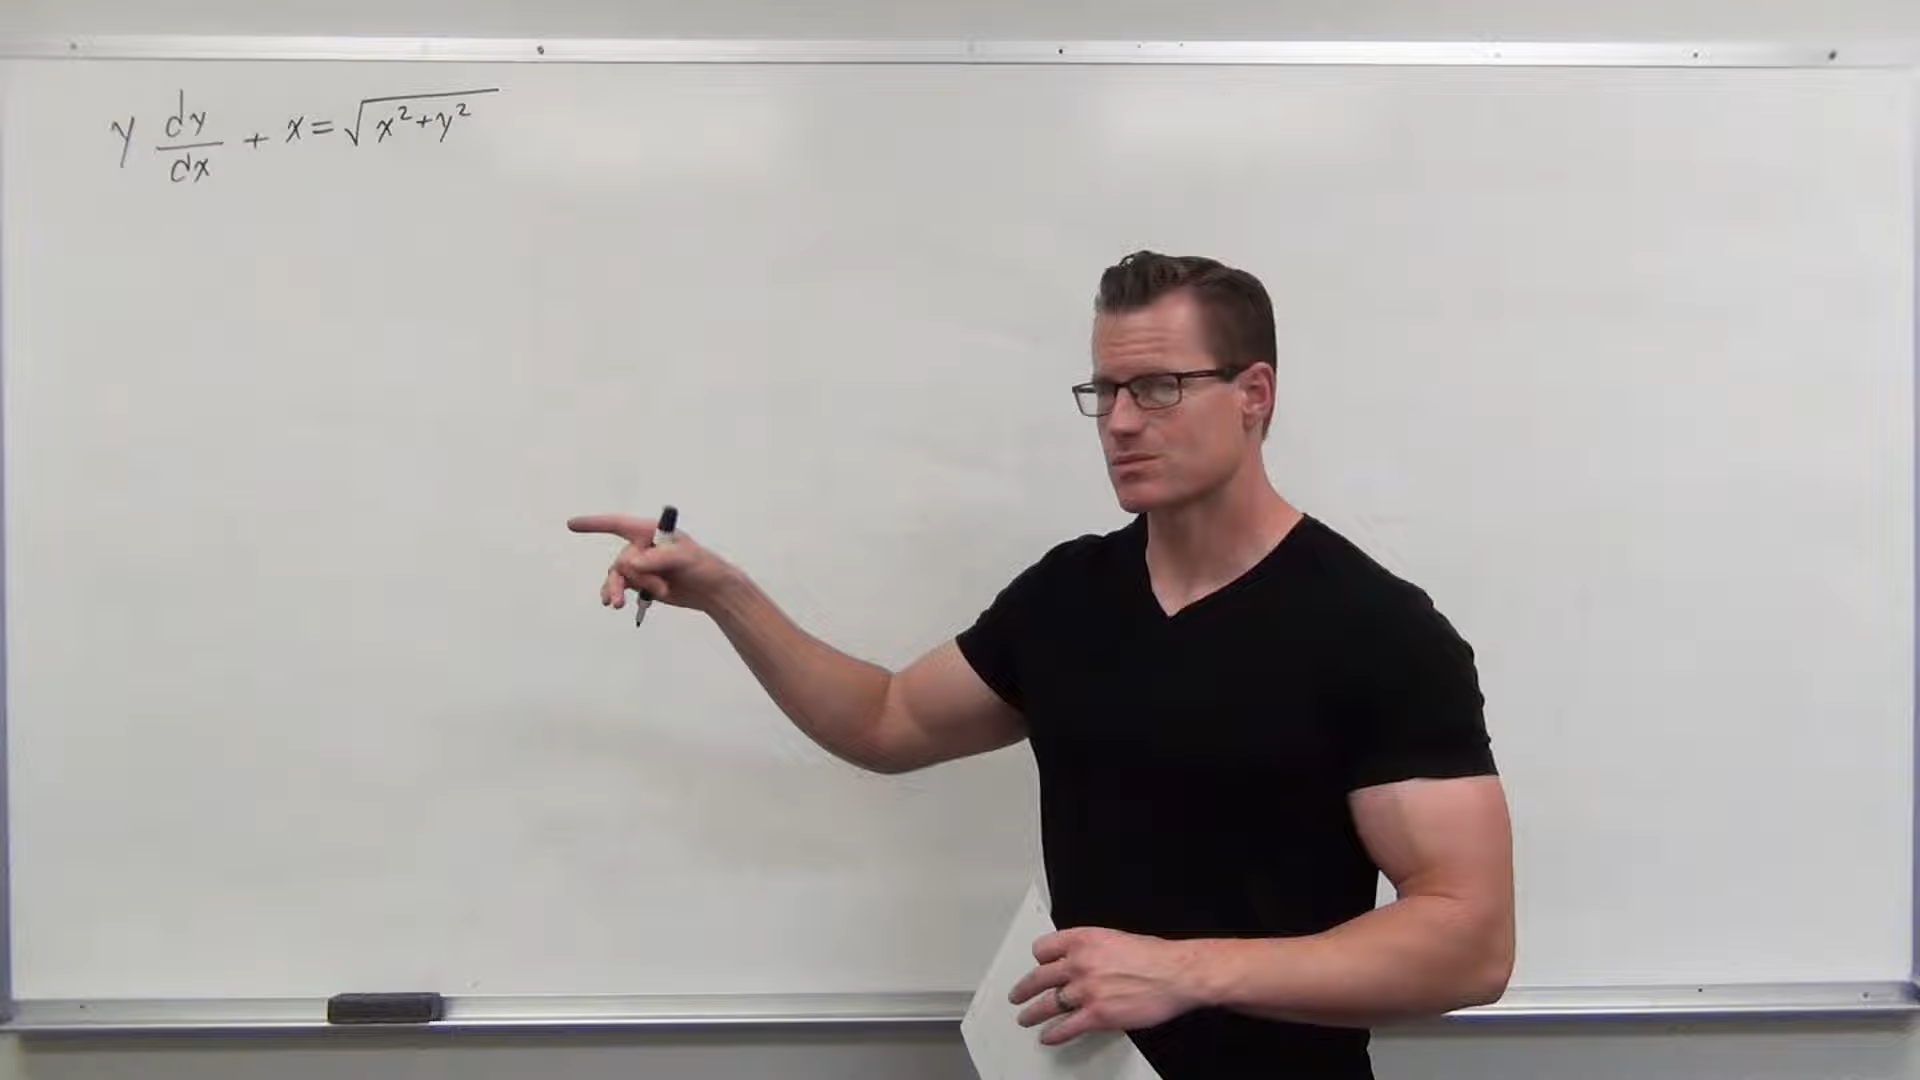 y dy/dx + x = √(x²+y²)